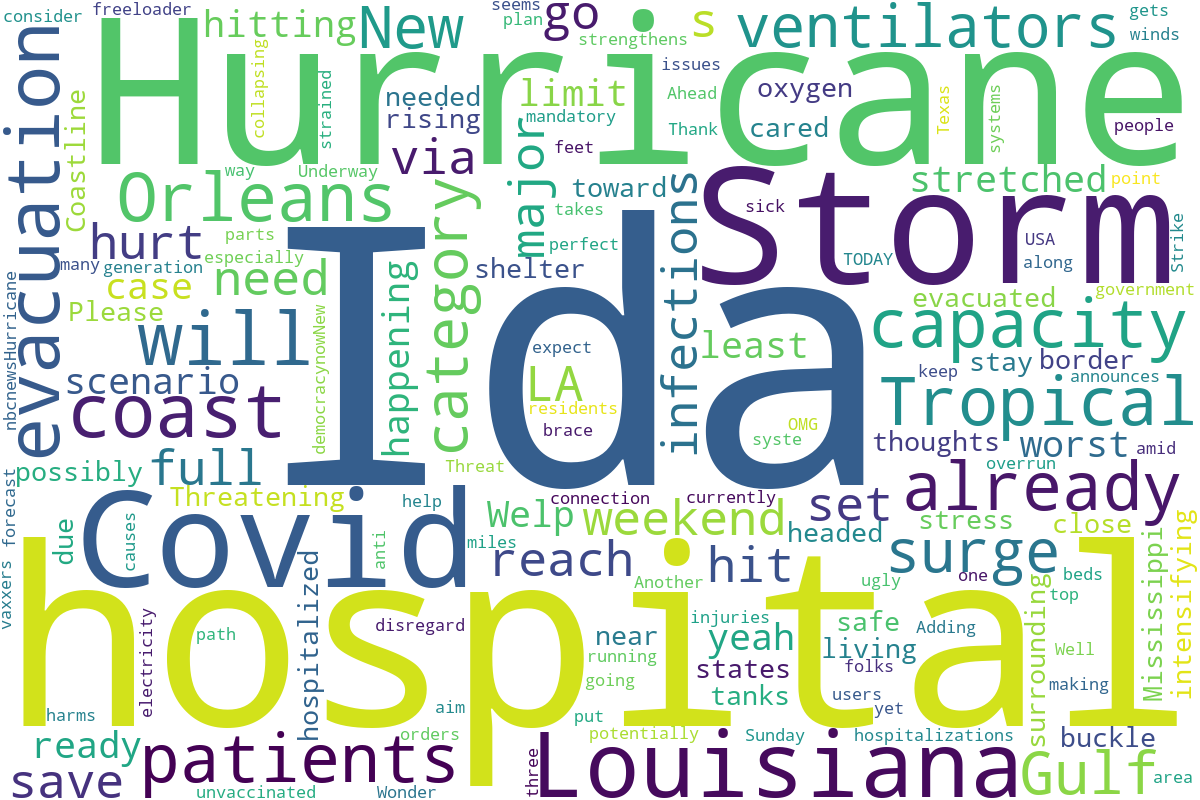 consider
freeloader
hitting
New
seems
plan
go
strengthens
s
ventilators
gets
winds
Hurricane
evacuation
Coastline
collapsing
strained
needed
rising
limit
mandatory
issues
Ahead
Thank
oxygen
cared
Texas
systems
people
via
major
feet
Orleans
way
Underway
category
toward
takes
perfect
infections
Storm
sick
stretched
point
TODAY
USA
along
Strike
hurt
parts
especially
many
generation
need
shelter
case
Please
will
happening
democracynowNew
nbcnewsHurricane
Ida
expect
LA
residents
brace
least
OMG
syste
evacuated
government
capacity
keep
stay
border
announces
scenario
coast
Tropical
thoughts
worst
amid
overrun
possibly
full
Threat
already
Threatening
help
connection
currently
Welp
weekend
set
headed
stress
close
Covid
due
causes
anti
miles
reach
hit
surge
Another
ugly
one
beds
top
Mississippi
intensifying
vaxxers
forecast
hospitalized
hospital
path
electricity
disregard
near
running
going
injuries
yeah
states
tanks
safe
living
folks
users
yet
Adding
surrounding
Well
making
harms
aim
put
orders
potentially
Sunday
hospitalizations
buckle
ready
save
patients
unvaccinated
Wonder
three
Louisiana
Gulf
area